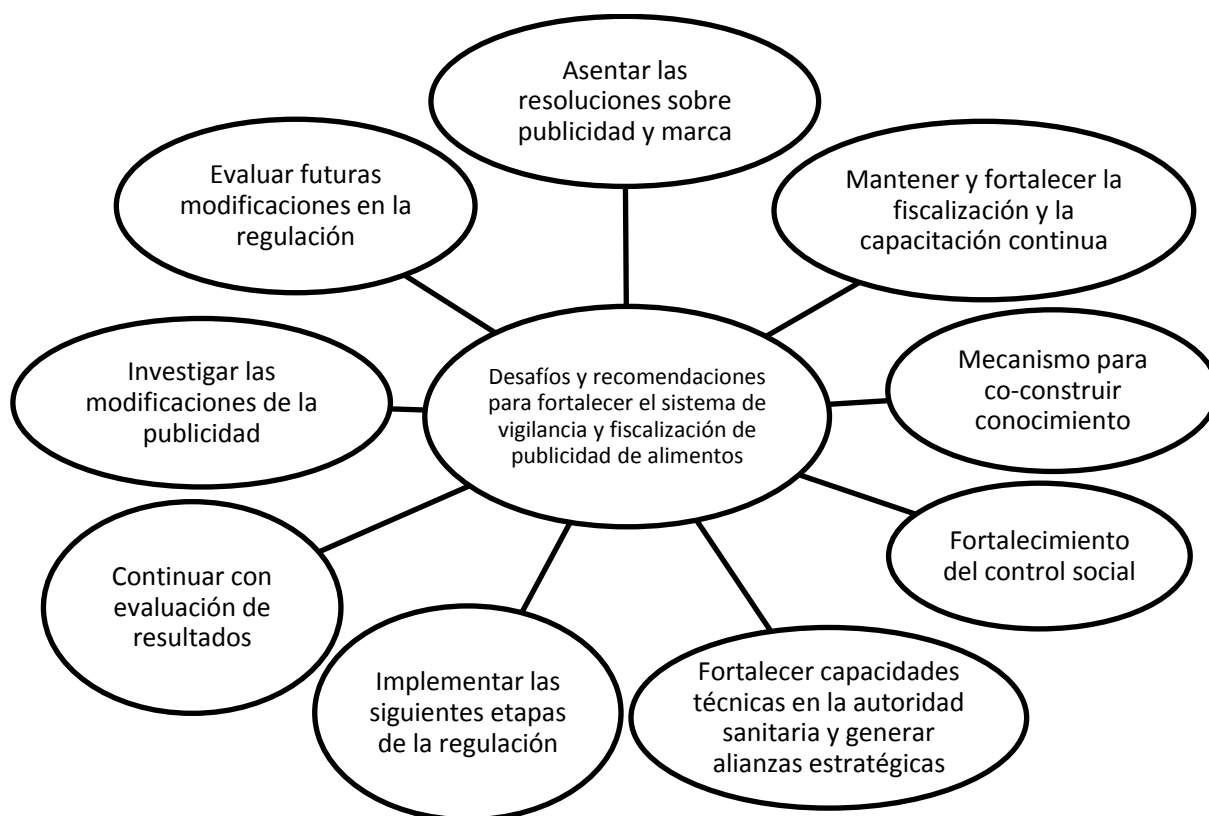 Asentar las
resoluciones sobre
publicidad y marca
Mantener y fortalecer la
fiscalización y la
capacitación continua
Mecanismo para
co-construir
conocimiento
Fortalecimiento
del control social
Fortalecer capacidades
técnicas en la autoridad
sanitaria y generar
alianzas estratégicas
Implementar las
siguientes etapas
de la regulación
Continuar con
evaluación de
resultados
Investigar las
modificaciones de la
publicidad
Evaluar futuras
modificaciones en la
regulación
Desafíos y recomendaciones
para fortalecer el sistema de
vigilancia y fiscalización de
publicidad de alimentos